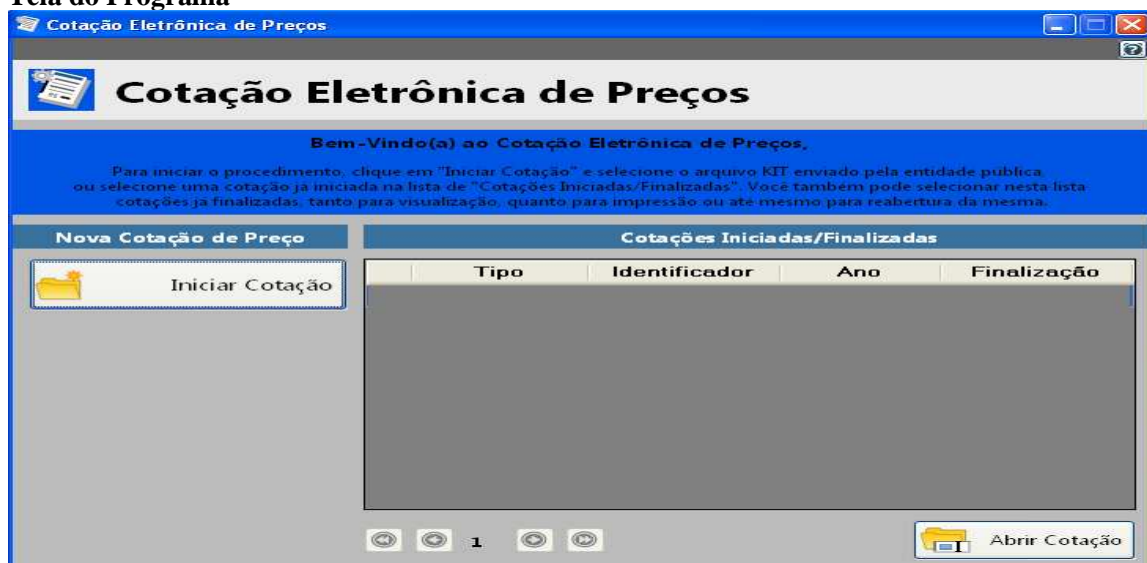 Tela do Programa
Cotação Eletrônica de Preços
Cotação Eletrônica de Preços
Bem-Vindo(a) ao Cotação Eletrônica de Preços,
Para iniciar o procedimento, clique em "Iniciar Cotação" e selecione o arquivo KIT enviado pela entidade pública,
ou selecione uma cotação já iniciada na lista de "Cotações Iniciadas/Finalizadas". Você também pode selecionar nesta lista
cotações já finalizadas, tanto para visualização, quanto para impressão ou até mesmo para reabertura da mesma.
Nova Cotação de Preço
Cotações Iniciadas/Finalizadas
Iniciar Cotação
Tipo Identificador Ano Finalização
1
Abrir Cotação